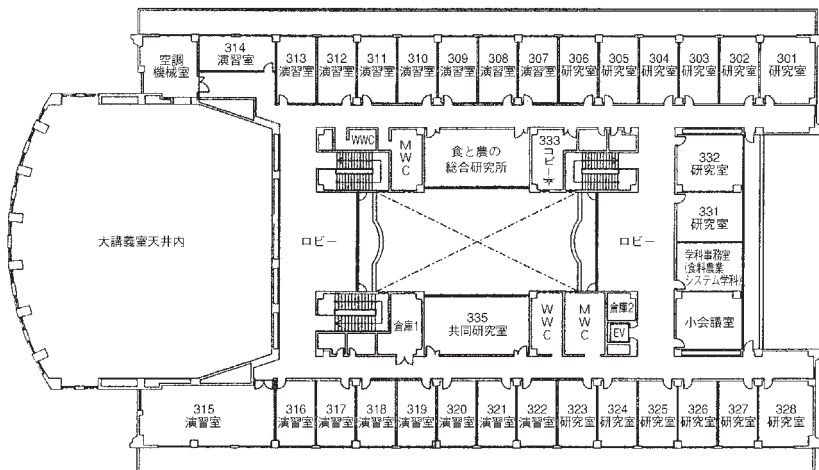 314
演習室
空調
機械室
313
演習室
312
演習室
311
演習室
310
演習室
309
演習室
308
演習室
307
演習室
306
研究室
305
研究室
304
研究室
303
研究室
302
研究室
301
研究室
WWC
MWC
食と農の
総合研究所
333
コピー室
332
研究室
331
研究室
大講義室天井内
ロビー
ロビー
学科事務室
(食料農業
システム学科)
小会議室
倉庫1
335
共同研究室
WWC
MWC
倉庫2
EV
315
演習室
316
演習室
317
演習室
318
演習室
319
演習室
320
演習室
321
演習室
322
演習室
323
研究室
324
研究室
325
研究室
326
研究室
327
研究室
328
研究室